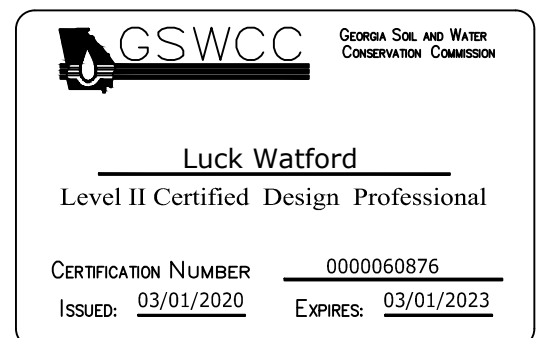 GSWCC
Georgia Soil and Water
Conservation Commission
Luck Watford
Level II Certified Design Professional
Certification Number 0000060876
Issued: 03/01/2020 Expires: 03/01/2023